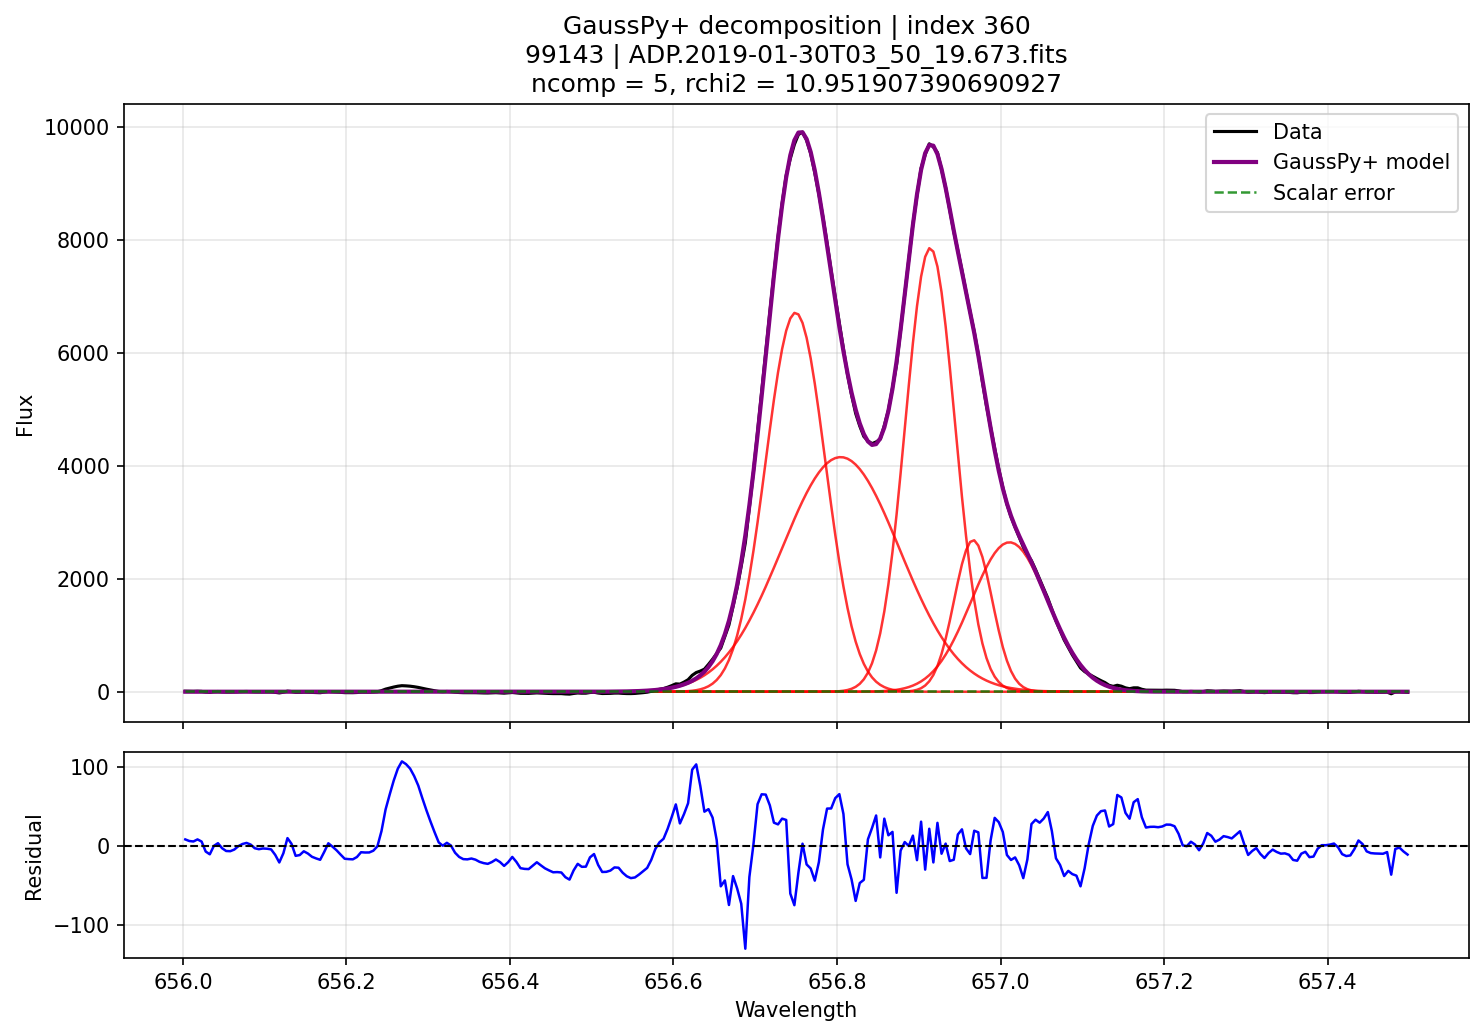 GaussPy+ decomposition | index 360
99143 | ADP.2019-01-30T03_50_19.673.fits
ncomp = 5, rchi2 = 10.951907390690927
Data
GaussPy+ model
Scalar error
10000
8000
6000
4000
2000
0
Flux
100
0
−100
Residual
656.0
656.2
656.4
656.6
656.8
657.0
657.2
657.4
Wavelength